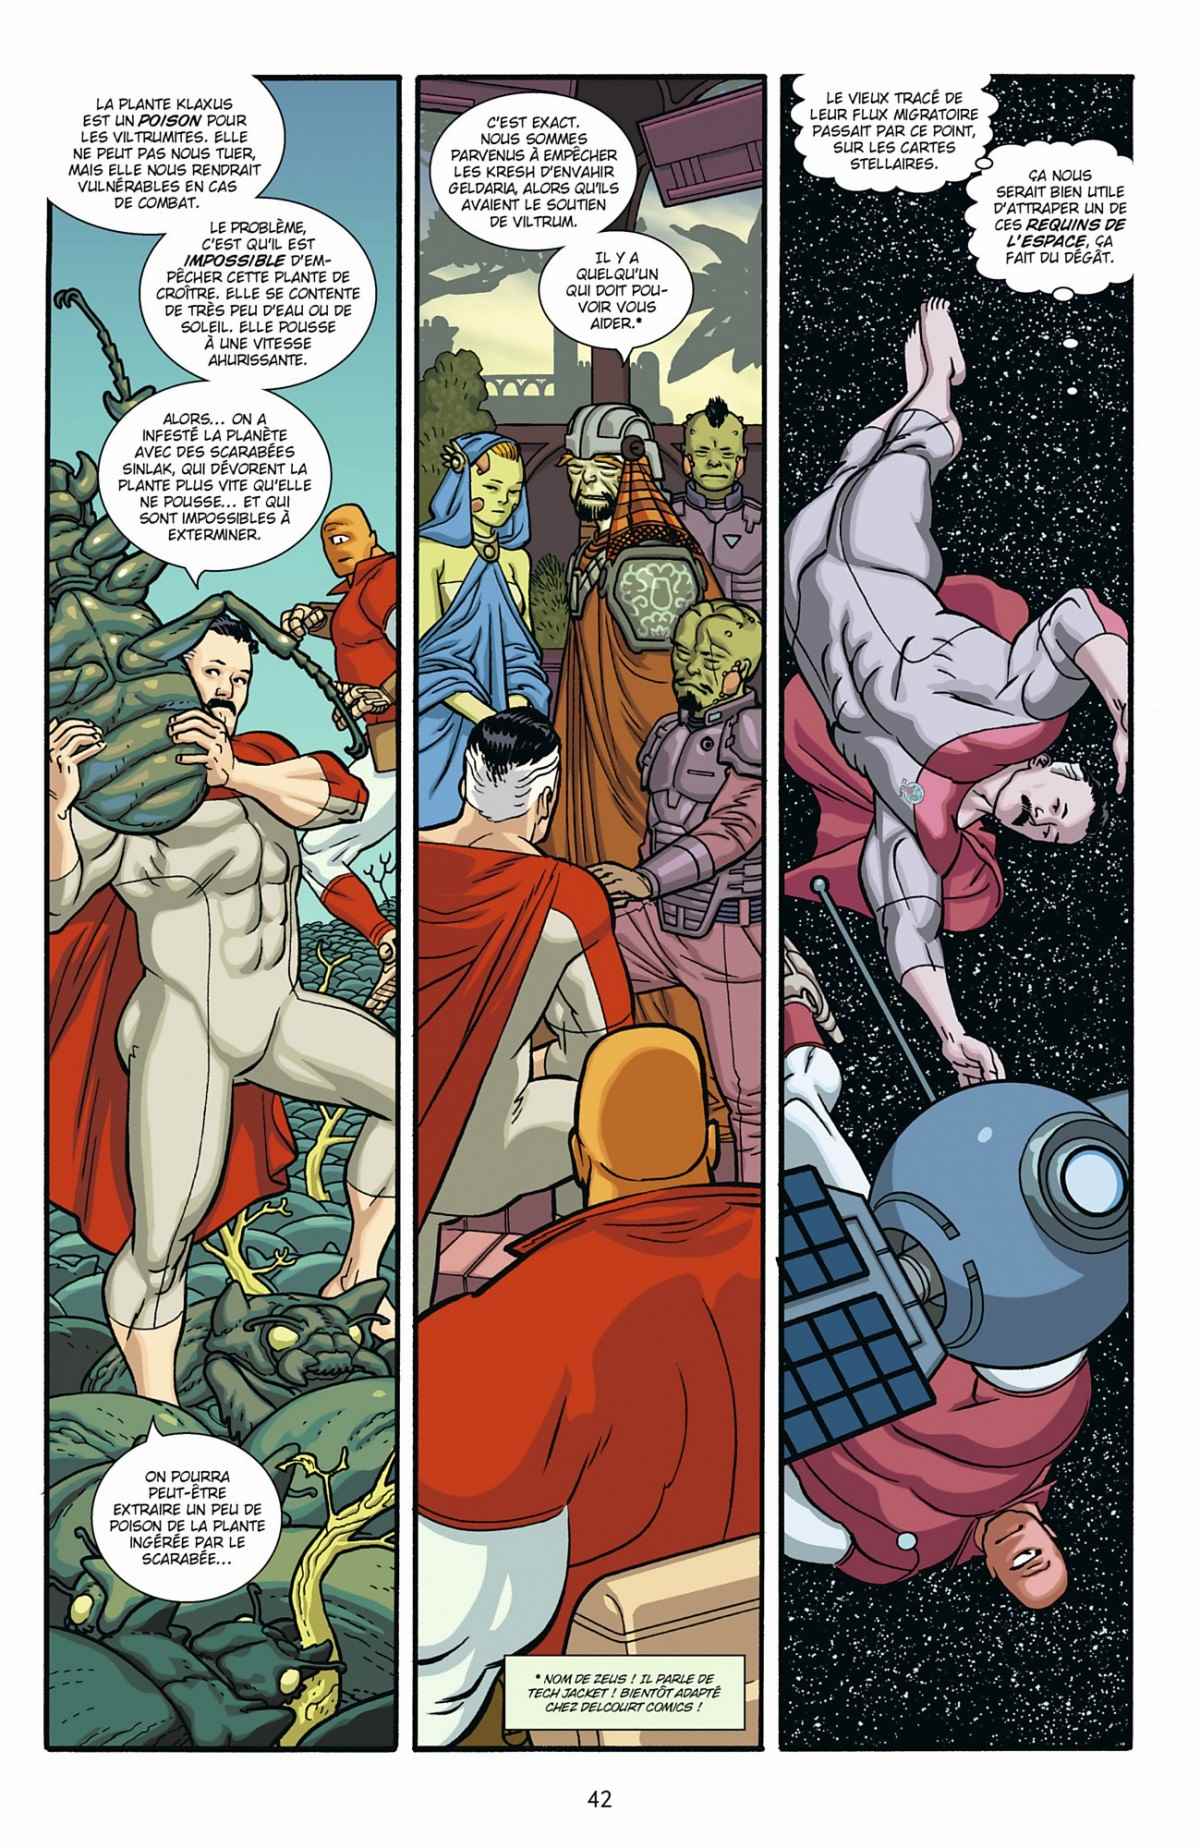 LA PLANTE KLAXUS
EST UN POISON POUR
LES VILTRUMITES. ELLE
NE PEUT PAS NOUS TUER,
MAIS ELLE NOUS RENDRAIT
VULNÉRABLES EN CAS
DE COMBAT.
LE PROBLÈME,
C'EST QU'IL EST
IMPOSSIBLE D'EM-
PÊCHER CETTE PLANTE DE
CROÎTRE. ELLE SE CONTENTE
DE TRÈS PEU D'EAU OU DE
SOLEIL. ELLE POUSSE
À UNE VITESSE
AHURISSANTE.
ALORS... ON A
INFESTÉ LA PLANÈTE
AVEC DES SCARABÉES
SINLAK, QUI DÉVORENT LA
PLANTE PLUS VITE QU'ELLE
NE POUSSE... ET QUI
SONT IMPOSSIBLES À
EXTERMINER.
ON POURRA
PEUT-ÊTRE
EXTRAIRE UN PEU DE
POISON DE LA PLANTE
INGÉRÉE PAR LE
SCARABÉE...
C'EST EXACT.
NOUS SOMMES
PARVENUS À EMPÊCHER
LES KRESH D'ENVAHIR
GELDARIA, ALORS QU'ILS
AVAIENT LE SOUTIEN
DE VILTRUM.
IL Y A
QUELQU'UN
QUI DOIT POU-
VOIR VOUS
AIDER.*
* NOM DE ZEUS ! IL PARLE DE
TECH JACKET ! BIENTÔT ADAPTÉ
CHEZ DELCOURT COMICS !
LE VIEUX TRACÉ DE
LEUR FLUX MIGRATOIRE
PASSAIT PAR CE POINT,
SUR LES CARTES
STELLAIRES.
ÇA NOUS
SERAIT BIEN UTILE
D'ATTRAPER UN DE
CES REQUINS DE
L'ESPACE, ÇA
FAIT DU DÉGÂT.
42